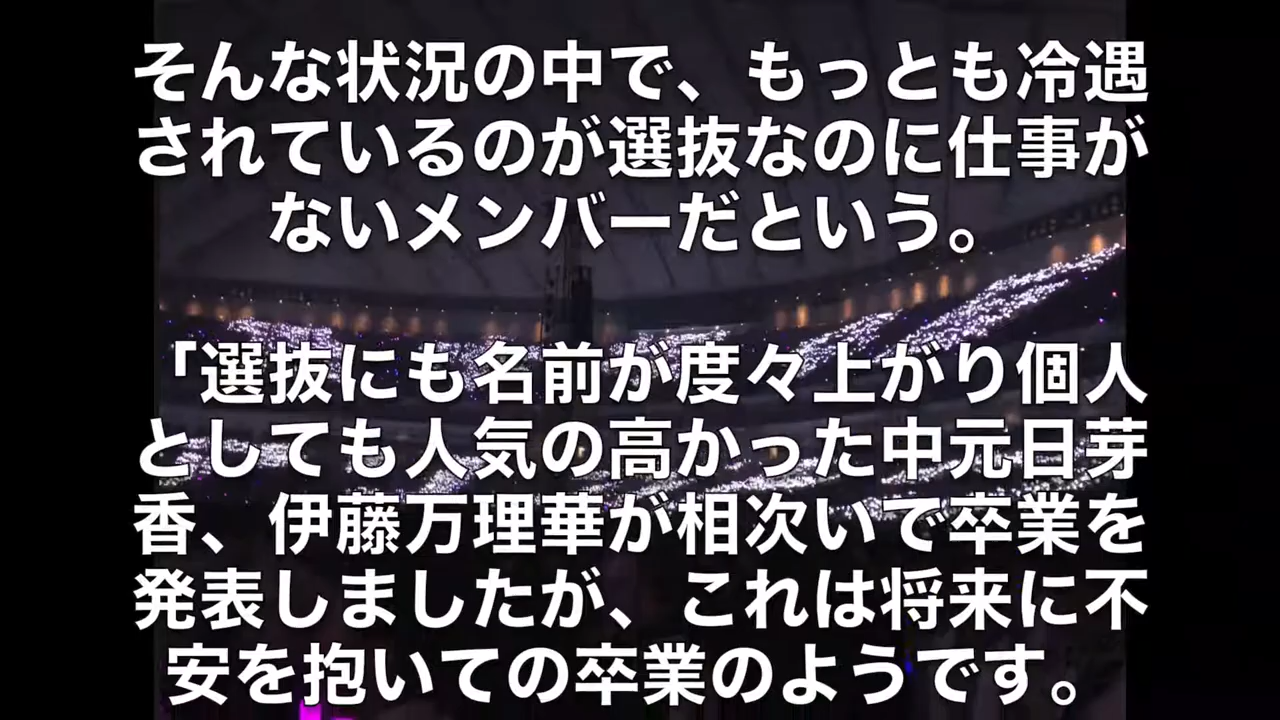 そんな状況の中で、もっとも冷遇
されているのが選抜なのに仕事が
ないメンバーだという。
「選抜にも名前が度々上がり個人
としても人気の高かった中元日芽
香、伊藤万理華が相次いで卒業を
発表しましたが、これは将来に不
安を抱いての卒業のようです。